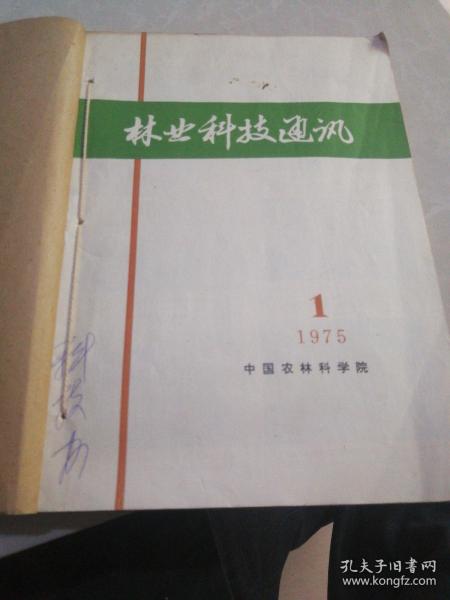 林业科技通讯
1
1975
中国农林科学院
科技办
孔夫子旧书网
www.kongfz.com